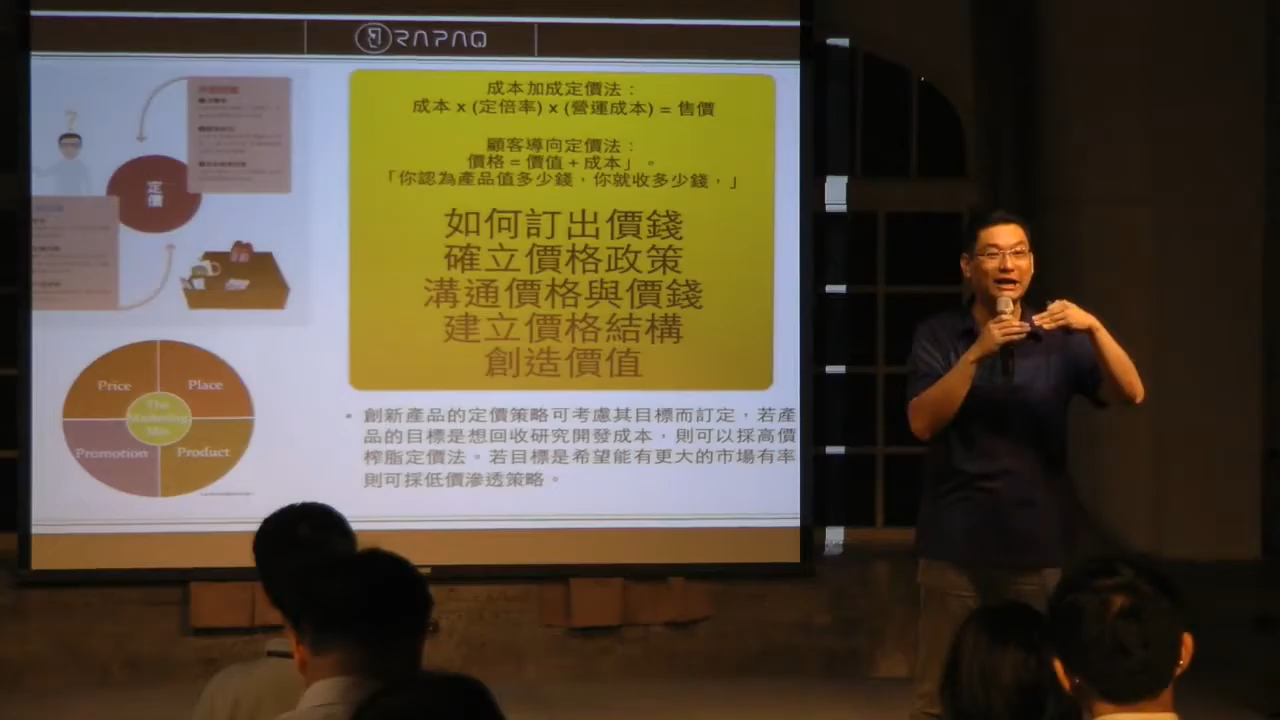 RAPAQ
定價
成本加成定價法：
成本 x (定倍率) x (營運成本) = 售價
顧客導向定價法：
價格 = 價值 + 成本」。
「你認為產品值多少錢，你就收多少錢，」
如何訂出價錢
確立價格政策
溝通價格與價錢
建立價格結構
創造價值
Price
Place
The Marketing Mix
Promotion
Product
• 創新產品的定價策略可考慮其目標而訂定，若產
品的目標是想回收研究開發成本，則可以採高價
榨脂定價法。若目標是希望能有更大的市場有率
則可採低價滲透策略。